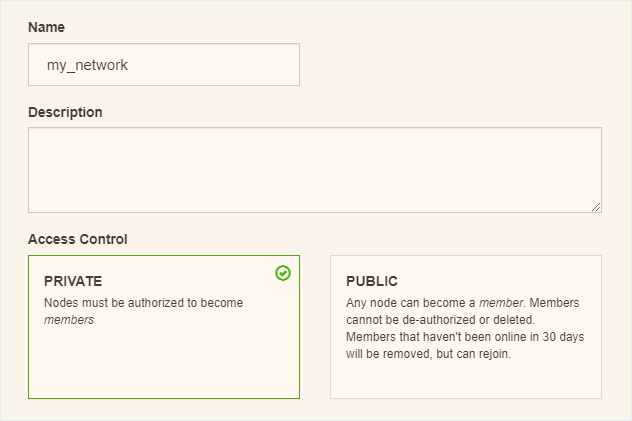 Name
my_network
Description
Access Control
PRIVATE
Nodes must be authorized to become
members
PUBLIC
Any node can become a member. Members
cannot be de-authorized or deleted.
Members that haven't been online in 30 days
will be removed, but can rejoin.